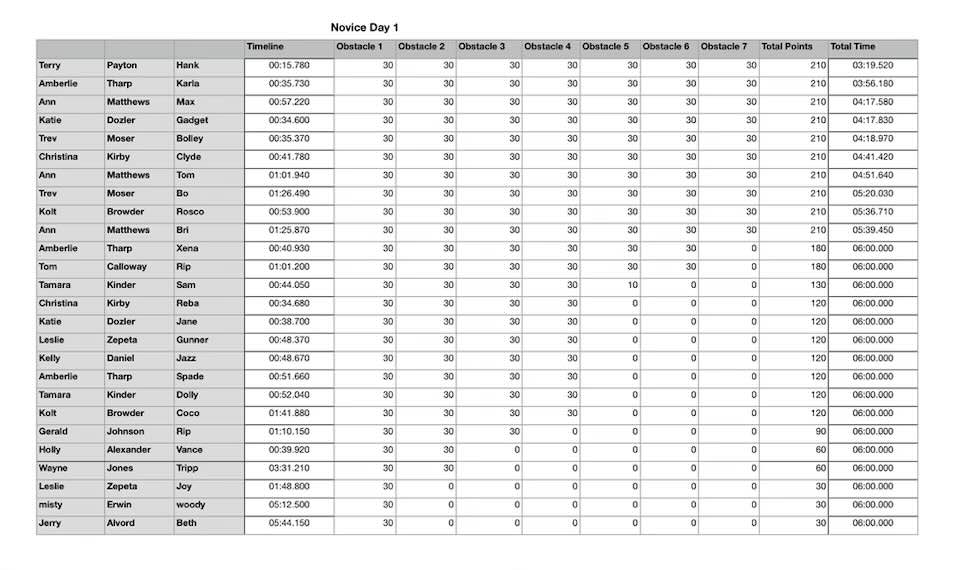 Novice Day 1
Timeline Obstacle 1 Obstacle 2 Obstacle 3 Obstacle 4 Obstacle 5 Obstacle 6 Obstacle 7 Total Points Total Time
Terry Payton Hank 00:15.780 30 30 30 30 30 30 30 210 03:19.520
Amberlie Tharp Karla 00:35.730 30 30 30 30 30 30 30 210 03:56.180
Ann Matthews Max 00:57.220 30 30 30 30 30 30 30 210 04:17.580
Katie Dozler Gadget 00:34.600 30 30 30 30 30 30 30 210 04:17.830
Trev Moser Bolley 00:35.370 30 30 30 30 30 30 30 210 04:18.970
Christina Kirby Clyde 00:41.780 30 30 30 30 30 30 30 210 04:41.420
Ann Matthews Tom 01:01.940 30 30 30 30 30 30 30 210 04:51.640
Trev Moser Bo 01:26.490 30 30 30 30 30 30 30 210 05:20.030
Kolt Browder Rosco 00:53.900 30 30 30 30 30 30 30 210 05:36.710
Ann Matthews Bri 01:25.870 30 30 30 30 30 30 30 210 05:39.450
Amberlie Tharp Xena 00:40.930 30 30 30 30 30 30 0 180 06:00.000
Tom Calloway Rip 01:01.200 30 30 30 30 30 30 0 180 06:00.000
Tamara Kinder Sam 00:44.050 30 30 30 30 10 0 0 130 06:00.000
Christina Kirby Reba 00:34.680 30 30 30 30 0 0 0 120 06:00.000
Katie Dozler Jane 00:38.700 30 30 30 30 0 0 0 120 06:00.000
Leslie Zepeta Gunner 00:48.370 30 30 30 30 0 0 0 120 06:00.000
Kelly Daniel Jazz 00:48.670 30 30 30 30 0 0 0 120 06:00.000
Amberlie Tharp Spade 00:51.660 30 30 30 30 0 0 0 120 06:00.000
Tamara Kinder Dolly 00:52.040 30 30 30 30 0 0 0 120 06:00.000
Kolt Browder Coco 01:41.880 30 30 30 30 0 0 0 120 06:00.000
Gerald Johnson Rip 01:10.150 30 30 30 0 0 0 0 90 06:00.000
Holly Alexander Vance 00:39.920 30 30 0 0 0 0 0 60 06:00.000
Wayne Jones Tripp 03:31.210 30 30 0 0 0 0 0 60 06:00.000
Leslie Zepeta Joy 01:48.800 30 0 0 0 0 0 0 30 06:00.000
misty Erwin woody 05:12.500 30 0 0 0 0 0 0 30 06:00.000
Jerry Alvord Beth 05:44.150 30 0 0 0 0 0 0 30 06:00.000